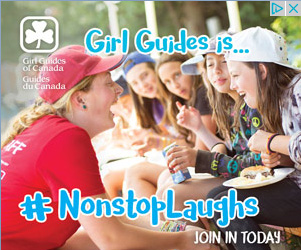 Girl Guides is...
Girl Guides
of Canada
Guides
du Canada
# NonstopLaughs
JOIN IN TODAY